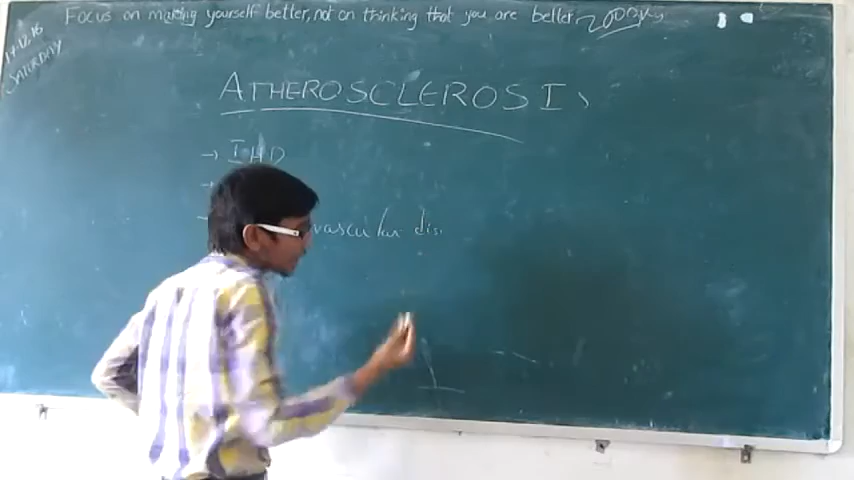 Focus on making yourself better, not on thinking that you are better
17.12.16
SATURDAY
ATHEROSCLEROSIS
→ IHD
→
vascular dis.